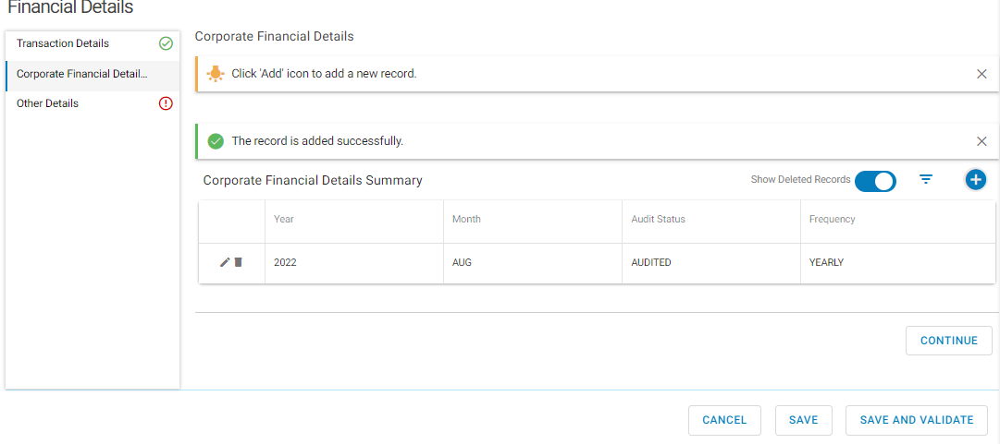 Financial Details
Transaction Details
Corporate Financial Detail...
Other Details
Corporate Financial Details
Click 'Add' icon to add a new record.
The record is added successfully.
Corporate Financial Details Summary
Show Deleted Records
Year Month Audit Status Frequency
2022 AUG AUDITED YEARLY
CONTINUE
CANCEL SAVE SAVE AND VALIDATE